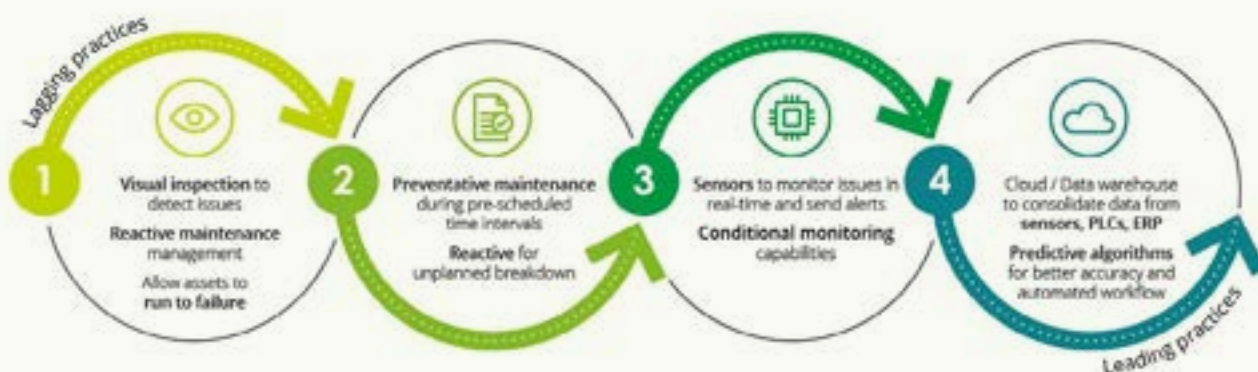 Lagging practices
1
Visual inspection to
detect issues
Reactive maintenance
management
Allow assets to
run to failure
2
Preventative maintenance
during pre-scheduled
time intervals
Reactive for
unplanned breakdown
3
Sensors to monitor issues in
real-time and send alerts
Conditional monitoring
capabilities
4
Cloud / Data warehouse
to consolidate data from
sensors, PLCs, ERP
Predictive algorithms
for better accuracy and
automated workflow
Leading practices